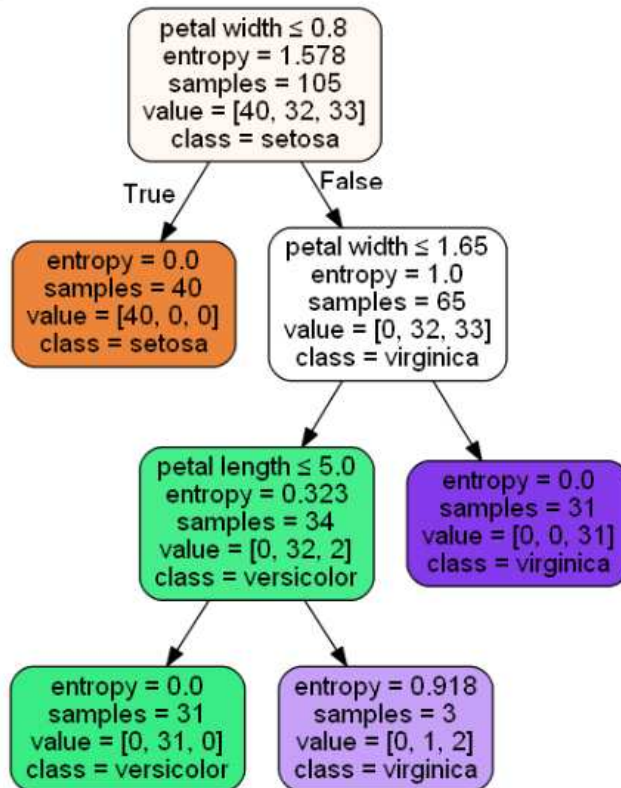 petal width ≤ 0.8
entropy = 1.578
samples = 105
value = [40, 32, 33]
class = setosa
True
False
entropy = 0.0
samples = 40
value = [40, 0, 0]
class = setosa
petal width ≤ 1.65
entropy = 1.0
samples = 65
value = [0, 32, 33]
class = virginica
petal length ≤ 5.0
entropy = 0.323
samples = 34
value = [0, 32, 2]
class = versicolor
entropy = 0.0
samples = 31
value = [0, 0, 31]
class = virginica
entropy = 0.0
samples = 31
value = [0, 31, 0]
class = versicolor
entropy = 0.918
samples = 3
value = [0, 1, 2]
class = virginica